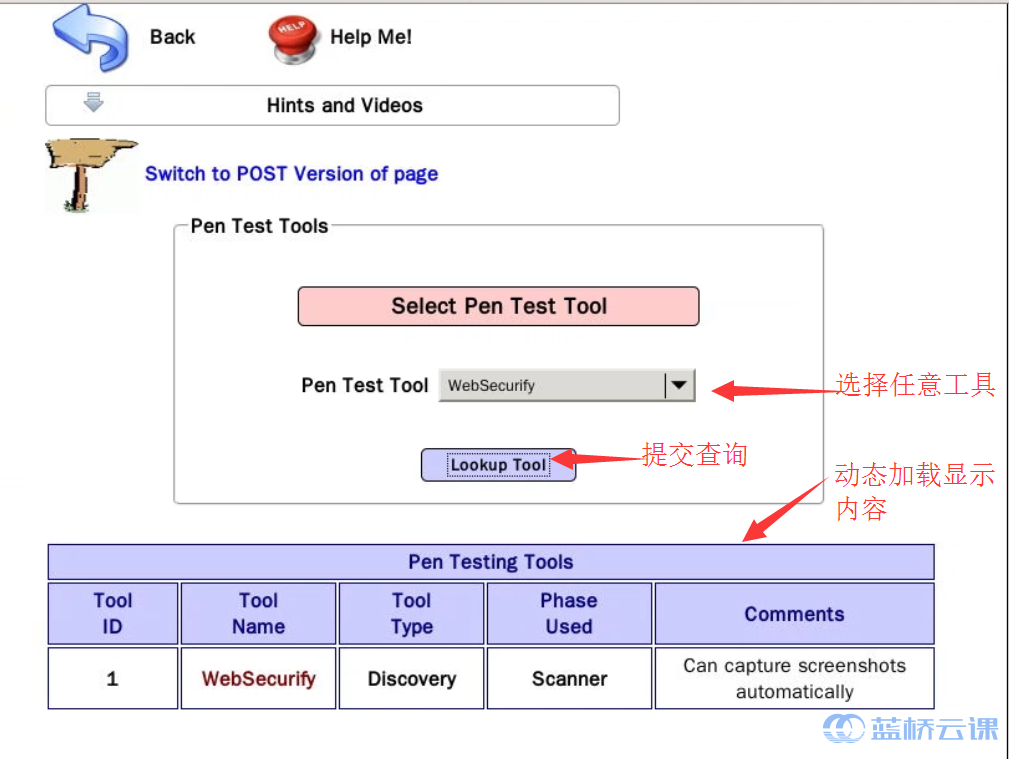 Back
HELP
Help Me!
Hints and Videos
Switch to POST Version of page
Pen Test Tools
Select Pen Test Tool
Pen Test Tool
WebSecurify
选择任意工具
Lookup Tool
提交查询
动态加载显示
内容
Pen Testing Tools
Tool
ID
Tool
Name
Tool
Type
Phase
Used
Comments
1
WebSecurify
Discovery
Scanner
Can capture screenshots
automatically
蓝桥云课